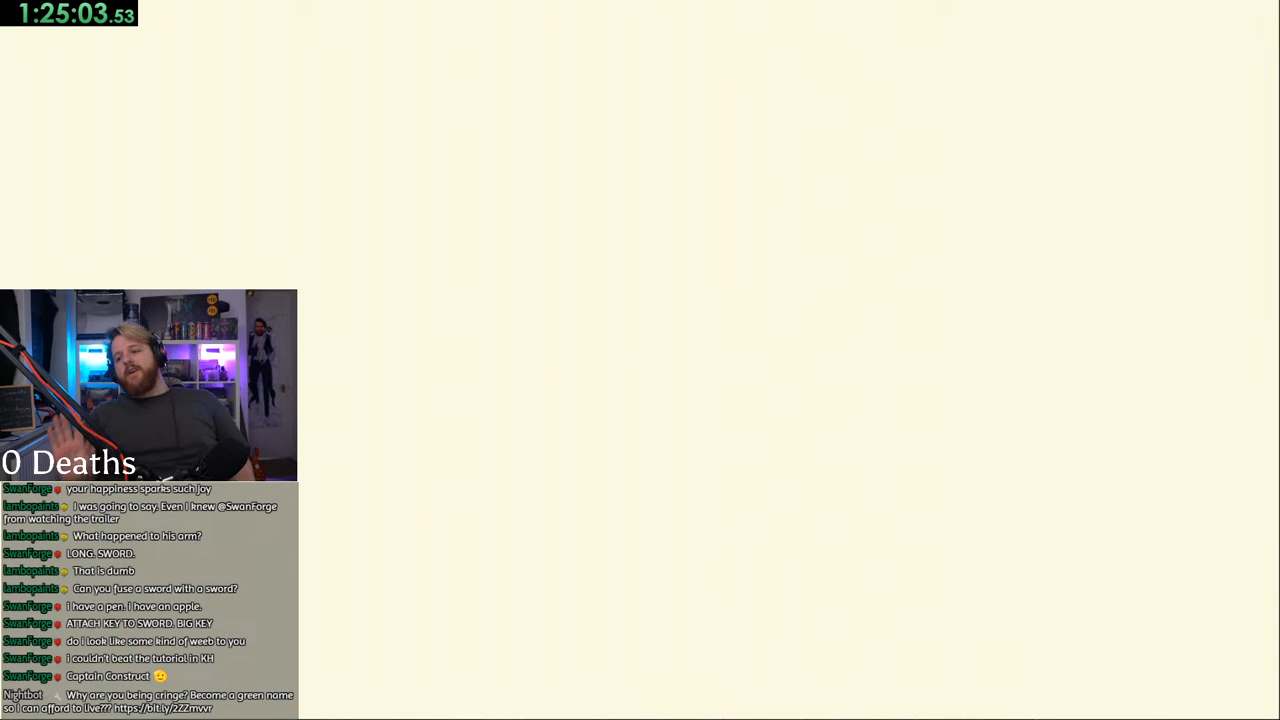 1:25:03.53
0 Deaths
SwanForge your happiness sparks such joy
lambopaints I was going to say. Even I knew @SwanForge
from watching the trailer
lambopaints What happened to his arm?
SwanForge LONG. SWORD.
lambopaints That is dumb
lambopaints Can you fuse a sword with a sword?
SwanForge I have a pen. I have an apple.
SwanForge ATTACH KEY TO SWORD. BIG KEY
SwanForge do i look like some kind of weeb to you
SwanForge i couldn't beat the tutorial in KH
SwanForge Captain Construct 🫡
Nightbot Why are you being cringe? Become a green name
so i can afford to live??? https://bit.ly/2ZZmvvr